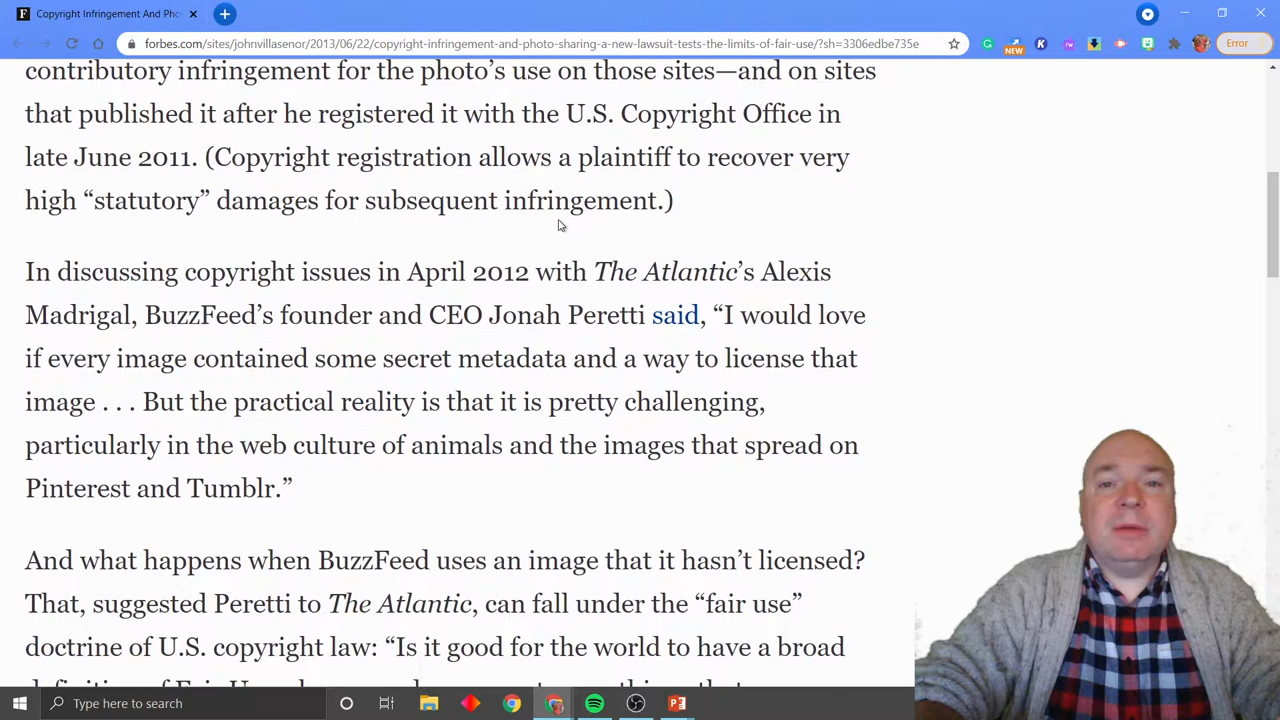 Copyright Infringement And Pho
forbes.com/sites/johnvillasenor/2013/06/22/copyright-infringement-and-photo-sharing-a-new-lawsuit-tests-the-limits-of-fair-use/?sh=3306edbe735e
NEW
Error
contributory infringement for the photo’s use on those sites—and on sites
that published it after he registered it with the U.S. Copyright Office in
late June 2011. (Copyright registration allows a plaintiff to recover very
high “statutory” damages for subsequent infringement.)
In discussing copyright issues in April 2012 with The Atlantic’s Alexis
Madrigal, BuzzFeed’s founder and CEO Jonah Peretti said, “I would love
if every image contained some secret metadata and a way to license that
image . . . But the practical reality is that it is pretty challenging,
particularly in the web culture of animals and the images that spread on
Pinterest and Tumblr.”
And what happens when BuzzFeed uses an image that it hasn’t licensed?
That, suggested Peretti to The Atlantic, can fall under the “fair use”
doctrine of U.S. copyright law: “Is it good for the world to have a broad
Type here to search